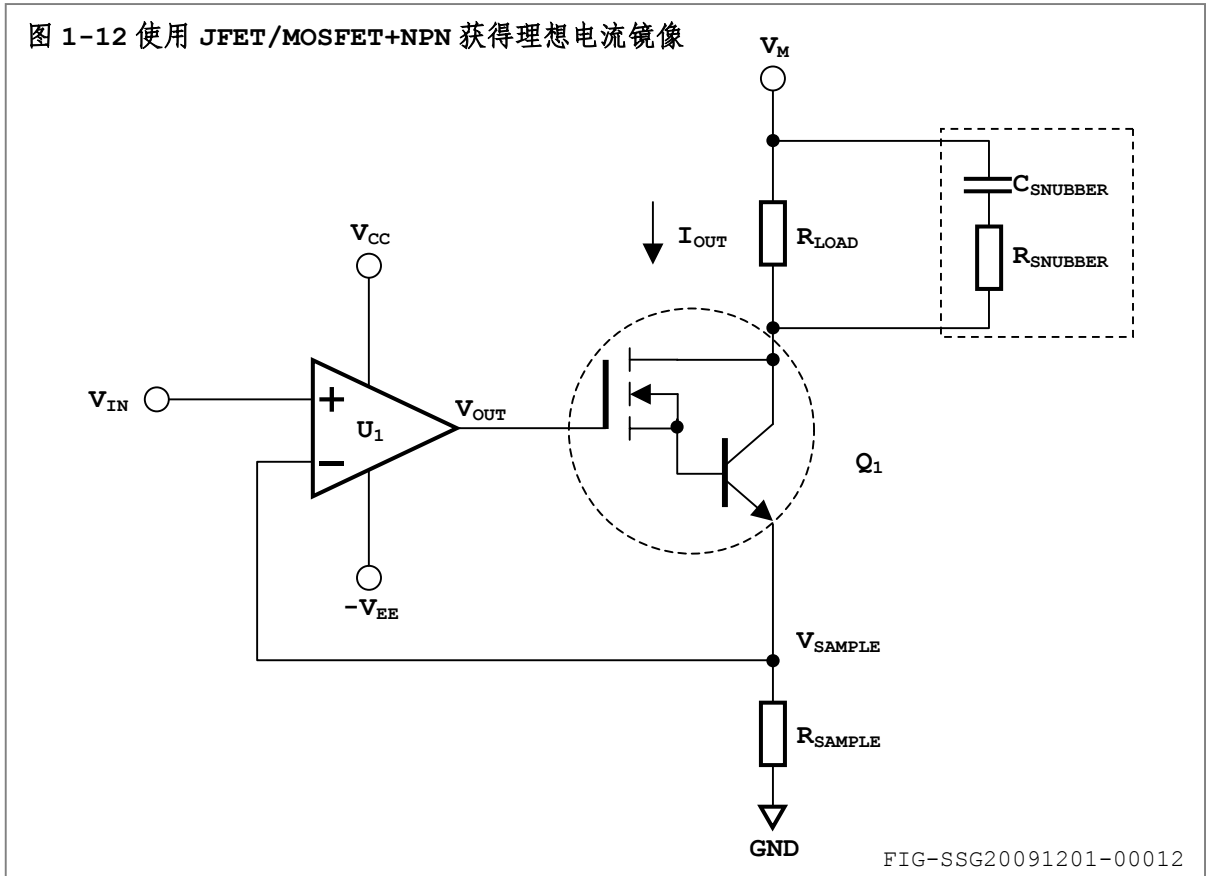 图 1-12 使用 JFET/MOSFET+NPN 获得理想电流镜像
VM
CSNUBBER
RSNUBBER
IOUT
RLOAD
VCC
VIN
+
U1
−
VOUT
Q1
-VEE
VSAMPLE
RSAMPLE
GND
FIG-SSG20091201-00012